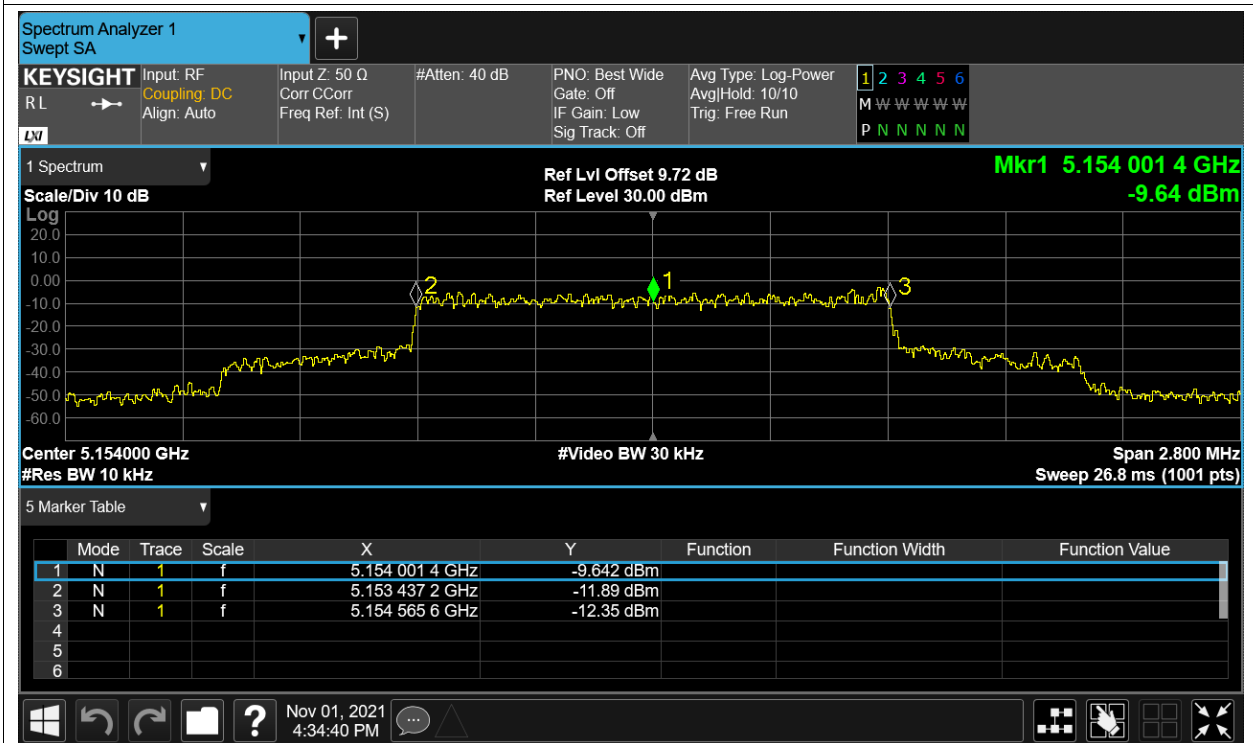 Spectrum Analyzer 1
Swept SA
KEYSIGHT Input: RF Input Z: 50 Ω #Atten: 40 dB PNO: Best Wide Avg Type: Log-Power 1 2 3 4 5 6
R L Coupling: DC Corr CCorr Gate: Off Avg|Hold: 10/10 M W W W W W
Align: Auto Freq Ref: Int (S) IF Gain: Low Trig: Free Run
LXI Sig Track: Off P N N N N N
1 Spectrum Ref Lvl Offset 9.72 dB Mkr1 5.154 001 4 GHz
Scale/Div 10 dB Ref Level 30.00 dBm -9.64 dBm
Log
20.0
10.0
0.00 2 1 3
-10.0
-20.0
-30.0
-40.0
-50.0
-60.0
Center 5.154000 GHz #Video BW 30 kHz Span 2.800 MHz
#Res BW 10 kHz Sweep 26.8 ms (1001 pts)
5 Marker Table
Mode Trace Scale X Y Function Function Width Function Value
1 N 1 f 5.154 001 4 GHz -9.642 dBm
2 N 1 f 5.153 437 2 GHz -11.89 dBm
3 N 1 f 5.154 565 6 GHz -12.35 dBm
4
5
6
? Nov 01, 2021
4:34:40 PM